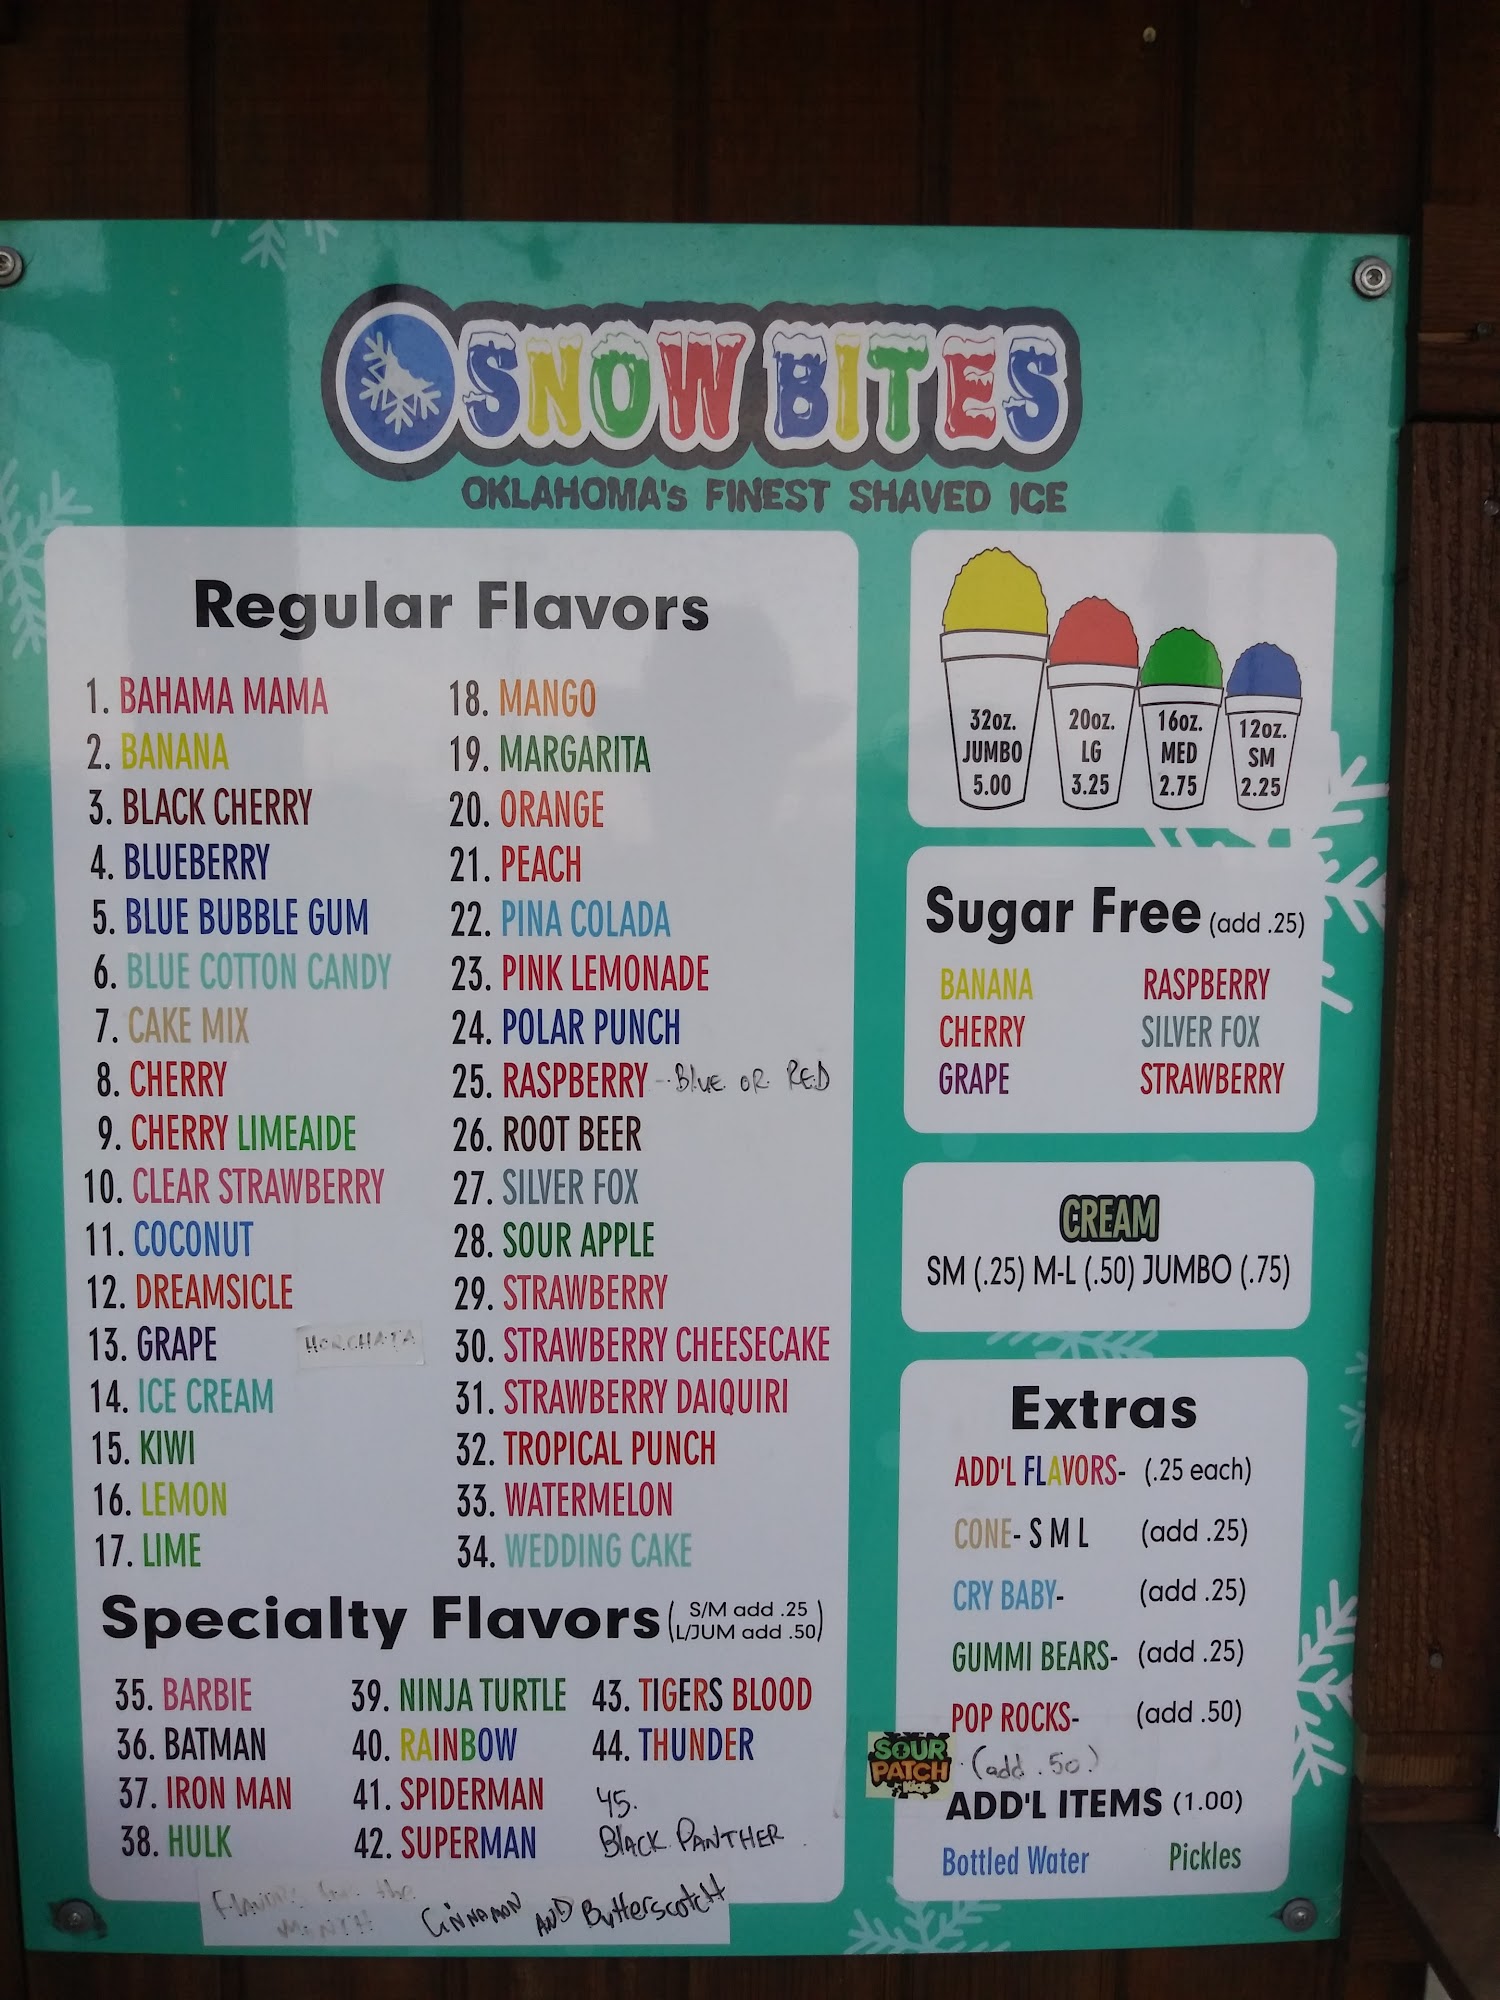 SNOW BITES
OKLAHOMA's FINEST SHAVED ICE
Regular Flavors
1. BAHAMA MAMA
2. BANANA
3. BLACK CHERRY
4. BLUEBERRY
5. BLUE BUBBLE GUM
6. BLUE COTTON CANDY
7. CAKE MIX
8. CHERRY
9. CHERRY LIMEAIDE
10. CLEAR STRAWBERRY
11. COCONUT
12. DREAMSICLE
13. GRAPE
HORCHATA
14. ICE CREAM
15. KIWI
16. LEMON
17. LIME
18. MANGO
19. MARGARITA
20. ORANGE
21. PEACH
22. PINA COLADA
23. PINK LEMONADE
24. POLAR PUNCH
25. RASPBERRY -- Blue OR RED
26. ROOT BEER
27. SILVER FOX
28. SOUR APPLE
29. STRAWBERRY
30. STRAWBERRY CHEESECAKE
31. STRAWBERRY DAIQUIRI
32. TROPICAL PUNCH
33. WATERMELON
34. WEDDING CAKE
Specialty Flavors (S/M add .25
L/JUM add .50)
35. BARBIE
36. BATMAN
37. IRON MAN
38. HULK
39. NINJA TURTLE
40. RAINBOW
41. SPIDERMAN
42. SUPERMAN
43. TIGERS BLOOD
44. THUNDER
45.
BLACK PANTHER
Flavors for the
MONTH
CINNAMON AND Butterscotch
32oz.
JUMBO
5.00
20oz.
LG
3.25
16oz.
MED
2.75
12oz.
SM
2.25
Sugar Free (add .25)
BANANA
CHERRY
GRAPE
RASPBERRY
SILVER FOX
STRAWBERRY
CREAM
SM (.25) M-L (.50) JUMBO (.75)
Extras
ADD'L FLAVORS- (.25 each)
CONE- S M L (add .25)
CRY BABY- (add .25)
GUMMI BEARS- (add .25)
POP ROCKS- (add .50)
SOUR
PATCH
Kids
(add .50)
ADD'L ITEMS (1.00)
Bottled Water Pickles